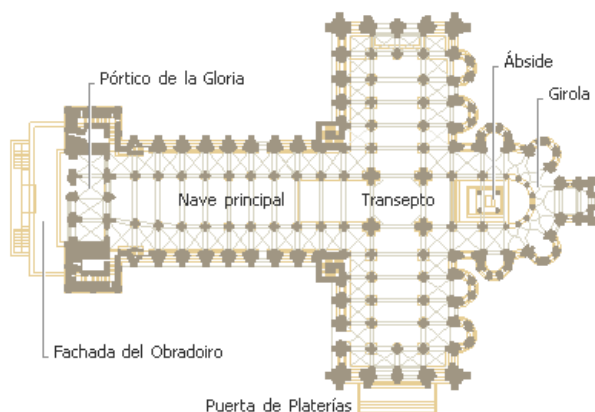 Ábside
Pórtico de la Gloria
Girola
Nave principal
Transepto
Fachada del Obradoiro
Puerta de Platerías